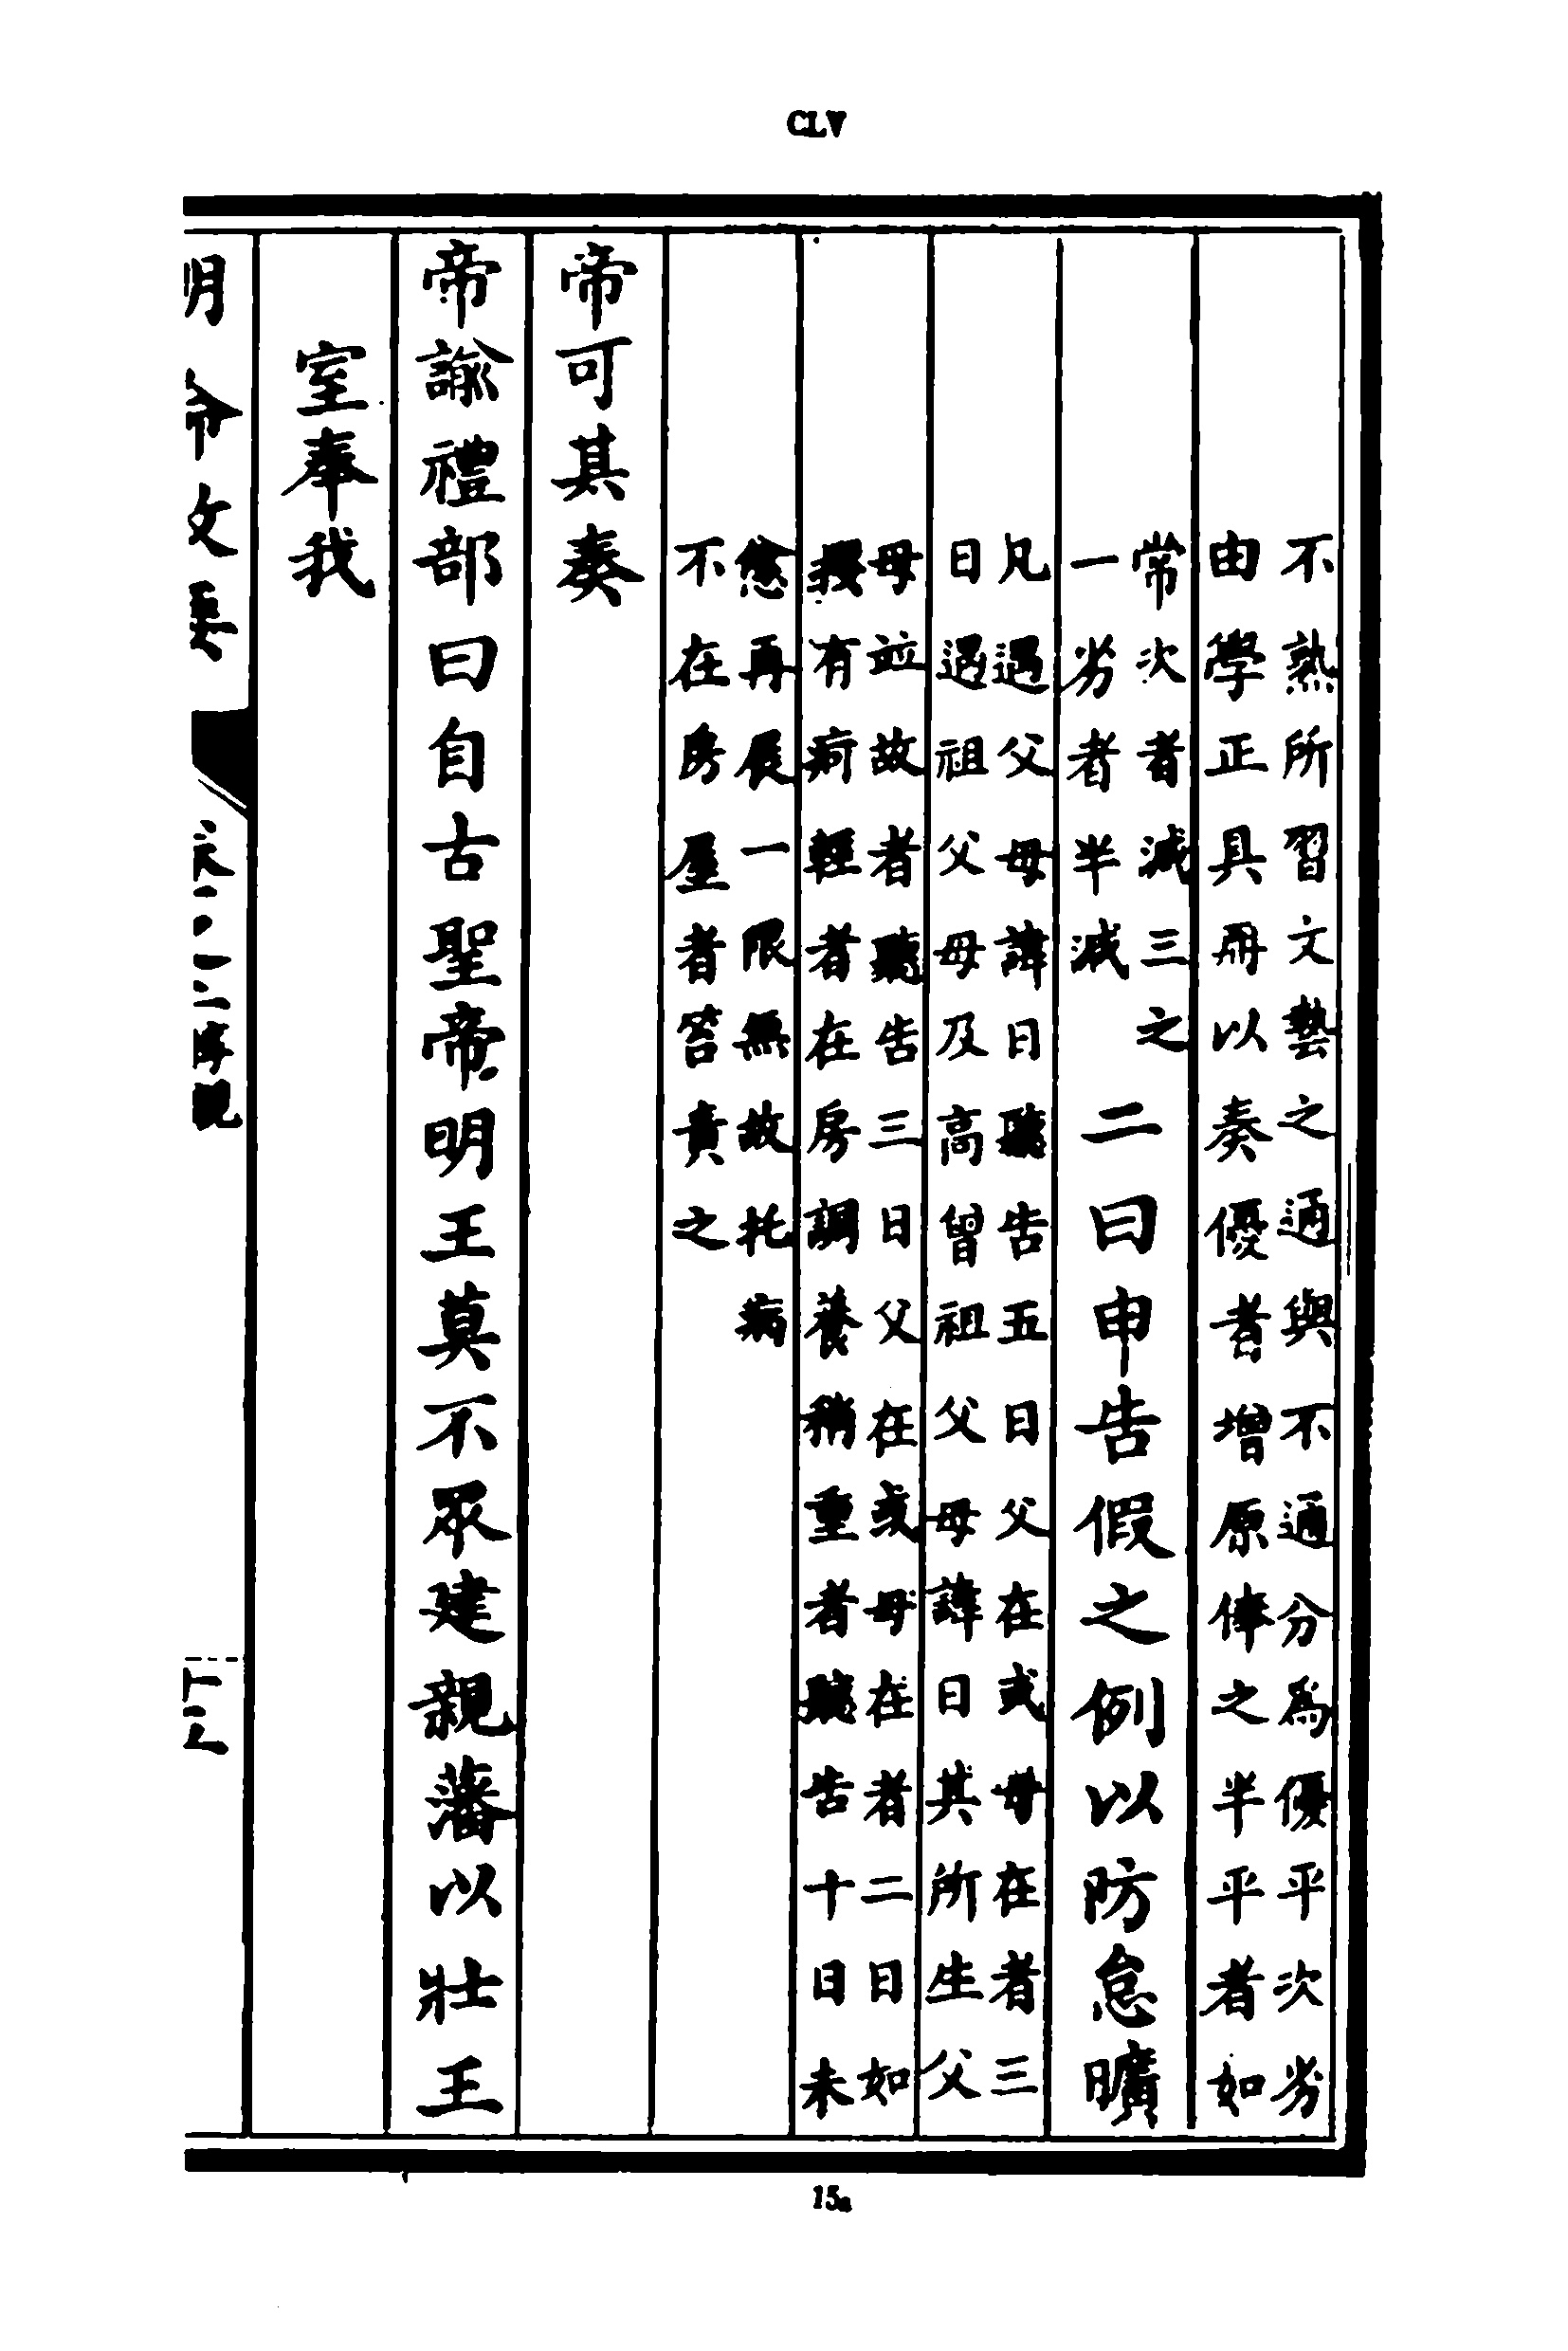 CLV
不熟所習文藝之通與不通分爲優平次劣
由學正具冊以奏優者增原俸之半平者如
常次者減三之
一劣者半減
二曰申告假之例以防怠曠
凡遇父母諱日聽告五日父在或母在者三
日遇祖父母及高曾祖父母諱日其所生父
母並故者聽告三日父在或母在者二日如
有痾輕者在房調養稍重者聽告十日未
再展一限無故托病
不在房屋者笞責之
帝可其奏
帝諭禮部曰自古聖帝明王莫不眾建親藩以壯王
室奉我
明命政要
15a